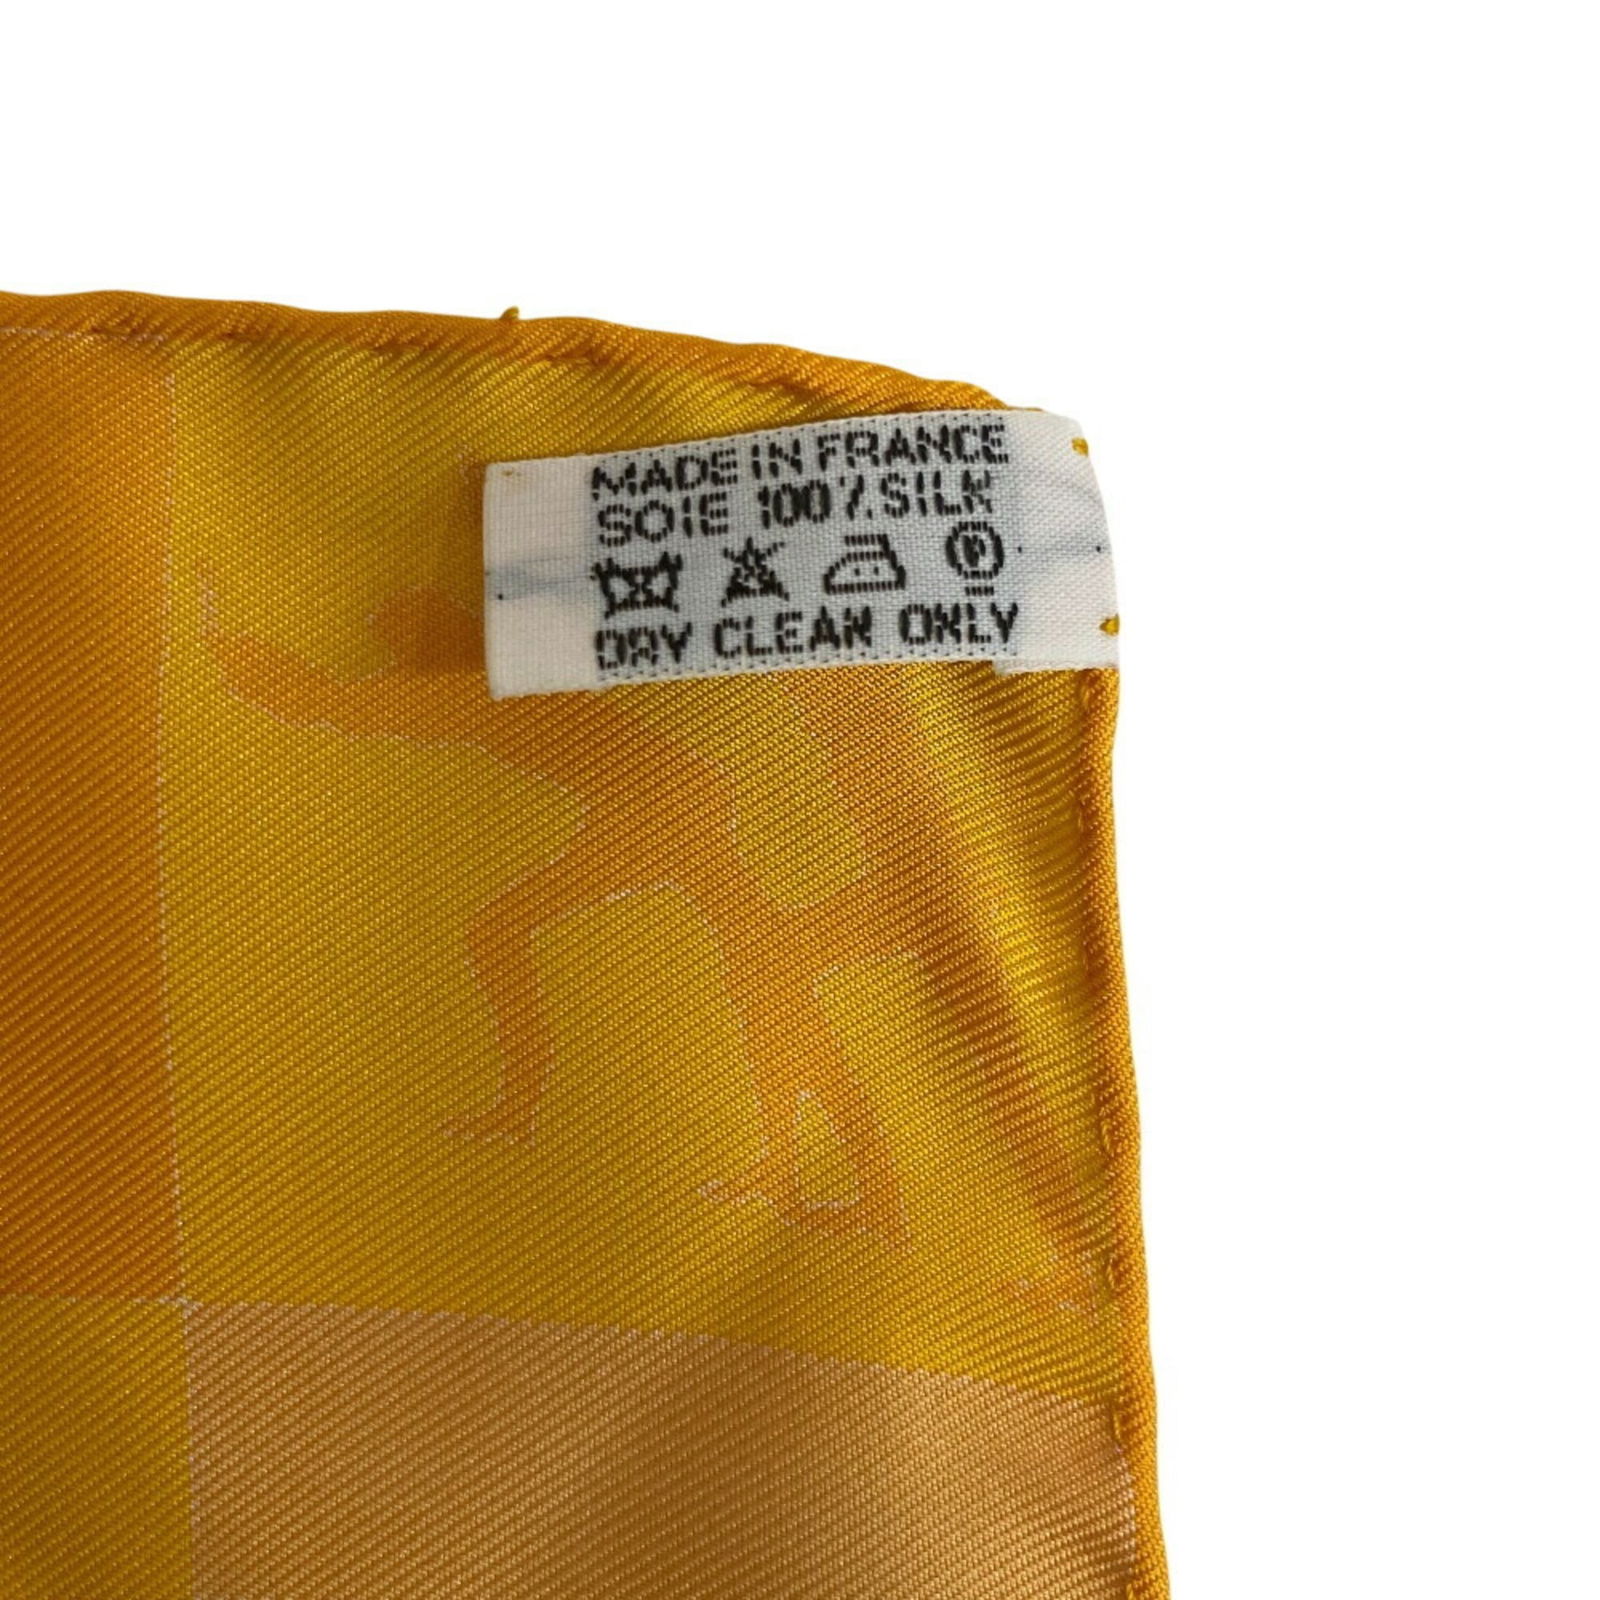 MADE IN FRANCE
SOIE 100% SILK
P
DRY CLEAN ONLY